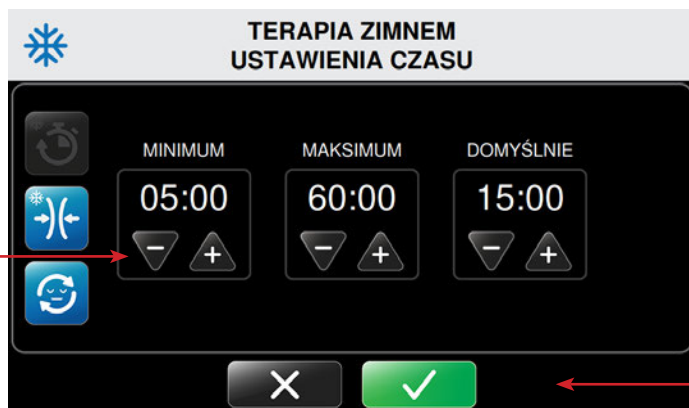 TERAPIA ZIMNEM
USTAWIENIA CZASU
MINIMUM MAKSIMUM DOMYŚLNIE
05:00 60:00 15:00